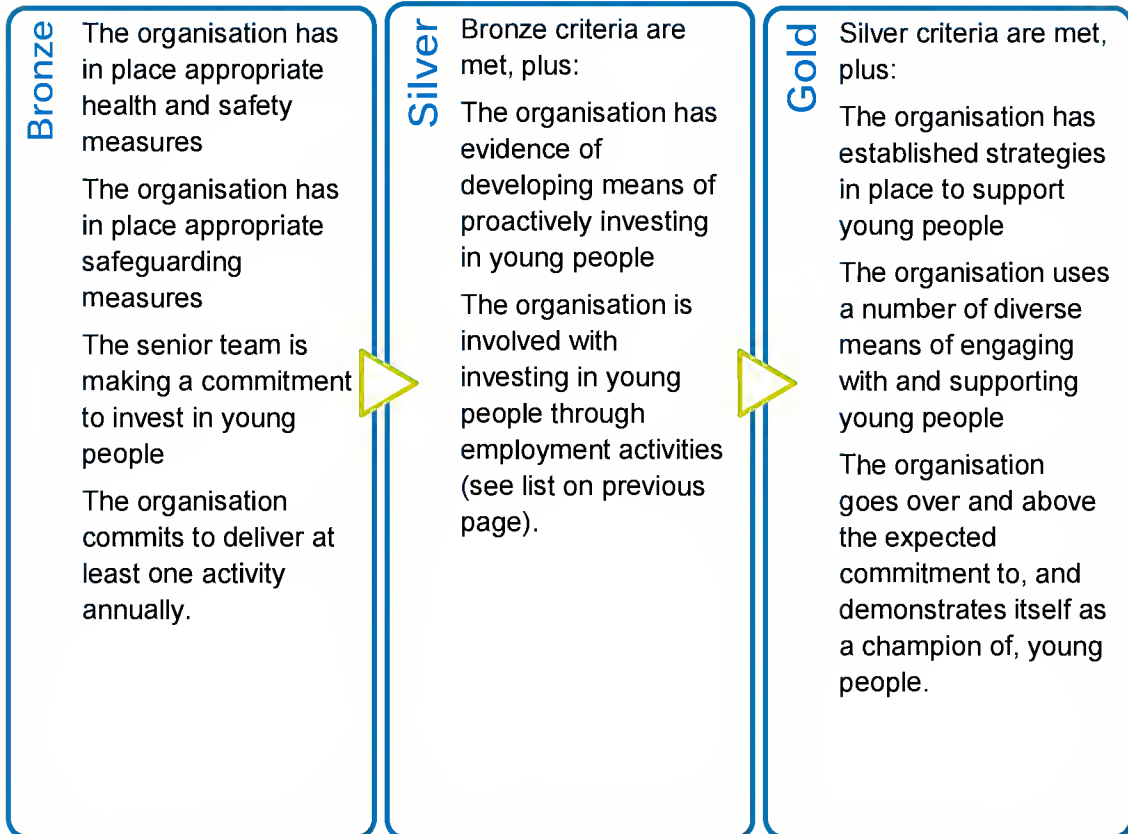 Bronze
The organisation has
in place appropriate
health and safety
measures
The organisation has
in place appropriate
safeguarding
measures
The senior team is
making a commitment
to invest in young
people
The organisation
commits to deliver at
least one activity
annually.
Silver
Bronze criteria are
met, plus:
The organisation has
evidence of
developing means of
proactively investing
in young people
The organisation is
involved with
investing in young
people through
employment activities
(see list on previous
page).
Gold
Silver criteria are met,
plus:
The organisation has
established strategies
in place to support
young people
The organisation uses
a number of diverse
means of engaging
with and supporting
young people
The organisation
goes over and above
the expected
commitment to, and
demonstrates itself as
a champion of, young
people.